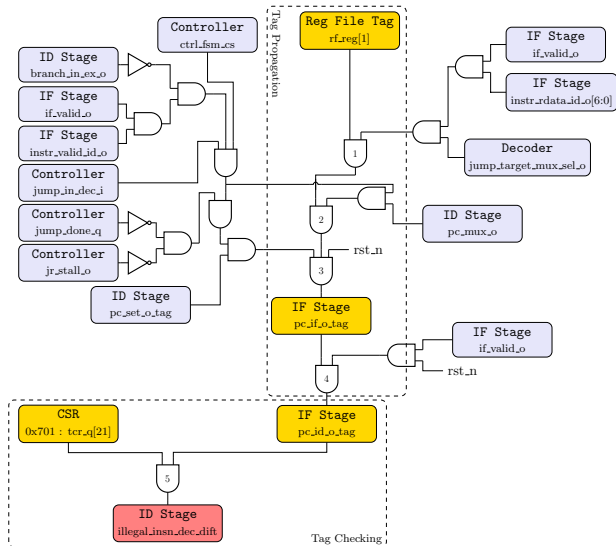 Controller
ctrl_fsm_cs
Tag Propagation
Reg File Tag
rf_reg[1]
IF Stage
if_valid_o
ID Stage
branch_in_ex_o
IF Stage
instr_rdata_id_o[6:0]
IF Stage
if_valid_o
IF Stage
instr_valid_id_o
1
Decoder
jump_target_mux_sel_o
Controller
jump_in_dec_i
Controller
jump_done_q
2
ID Stage
pc_mux_o
Controller
jr_stall_o
rst_n
3
ID Stage
pc_set_o_tag
IF Stage
pc_if_o_tag
IF Stage
if_valid_o
rst_n
4
CSR
0x701 : tcr_q[21]
IF Stage
pc_id_o_tag
5
ID Stage
illegal_insn_dec_dift
Tag Checking